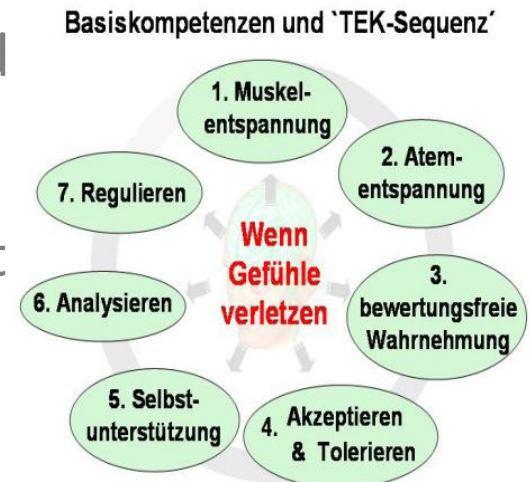 Basiskompetenzen und `TEK-Sequenz´
1. Muskel-
entspannung
2. Atem-
entspannung
3.
bewertungsfreie
Wahrnehmung
4. Akzeptieren
& Tolerieren
5. Selbst-
unterstützung
6. Analysieren
7. Regulieren
Wenn
Gefühle
verletzen